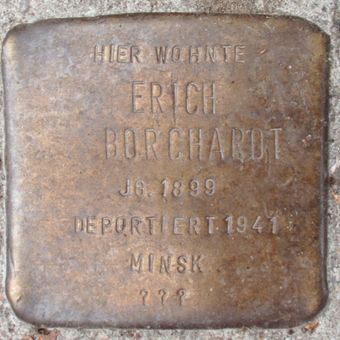 HIER WOHNTE
ERICH
BORCHARDT
JG. 1899
DEPORTIERT 1941
MINSK
???